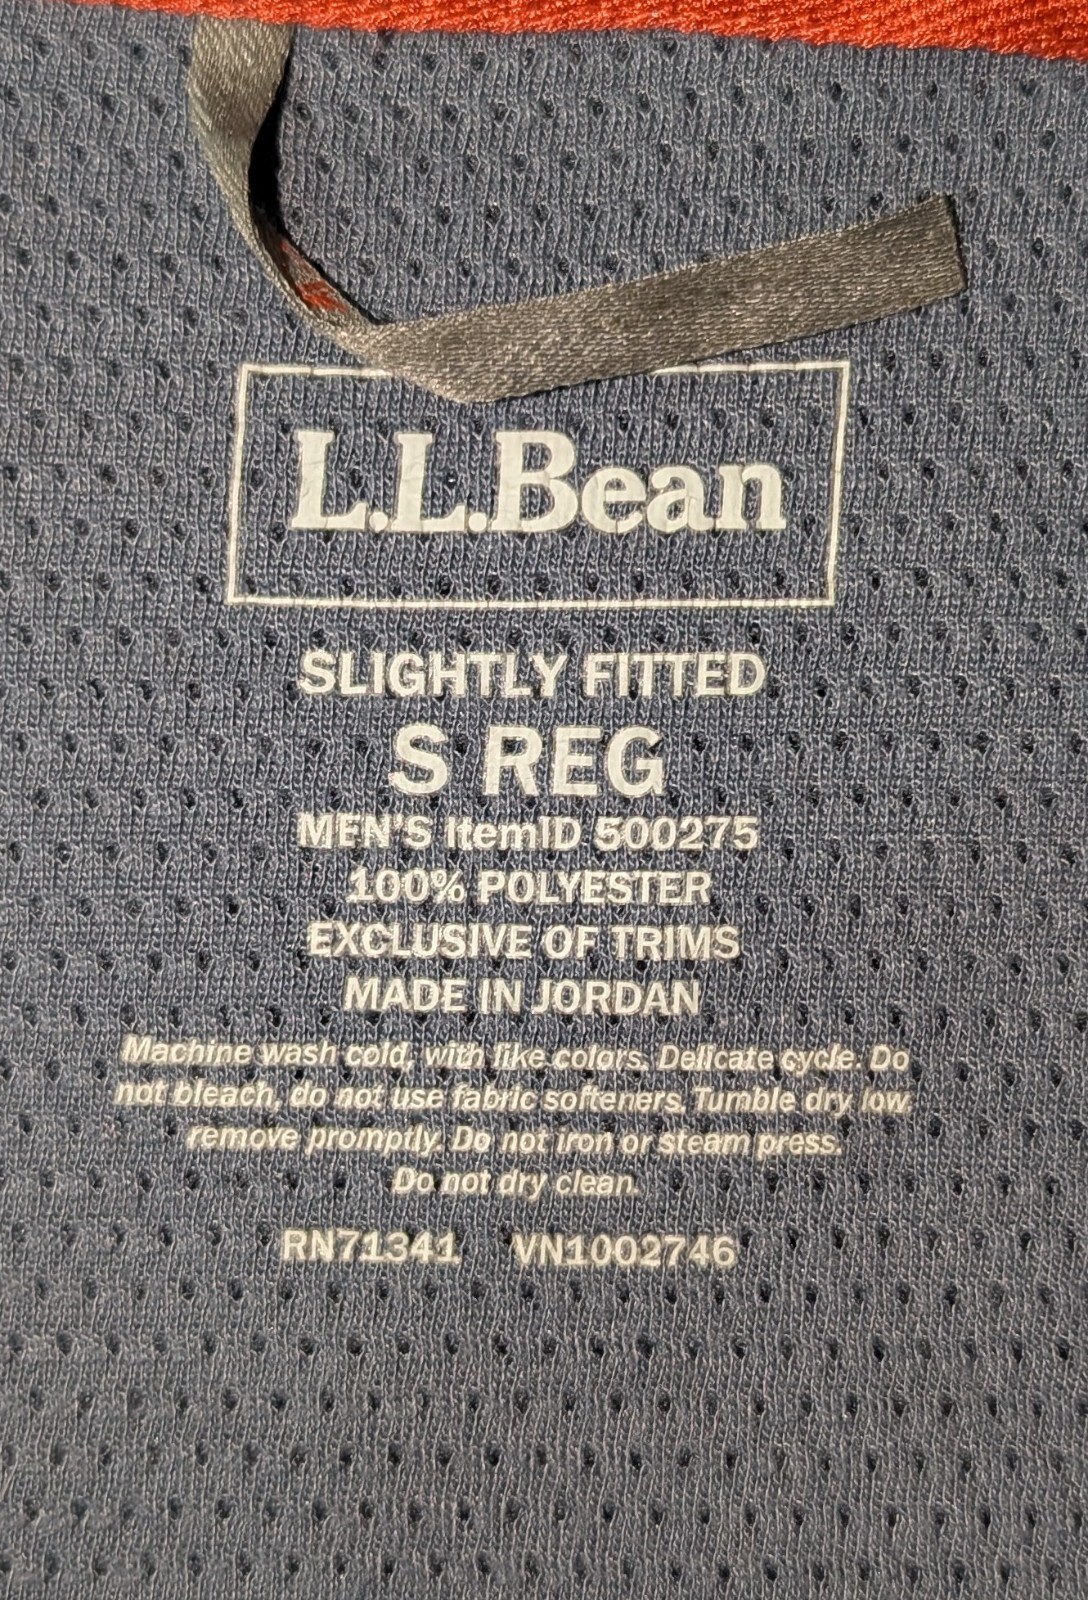 L.L.Bean
SLIGHTLY FITTED
S REG
MEN'S ItemID 500275
100% POLYESTER
EXCLUSIVE OF TRIMS
MADE IN JORDAN
Machine wash cold, with like colors. Delicate cycle. Do
not bleach, do not use fabric softeners. Tumble dry low,
remove promptly. Do not iron or steam press.
Do not dry clean.
RN71341 VN1002746